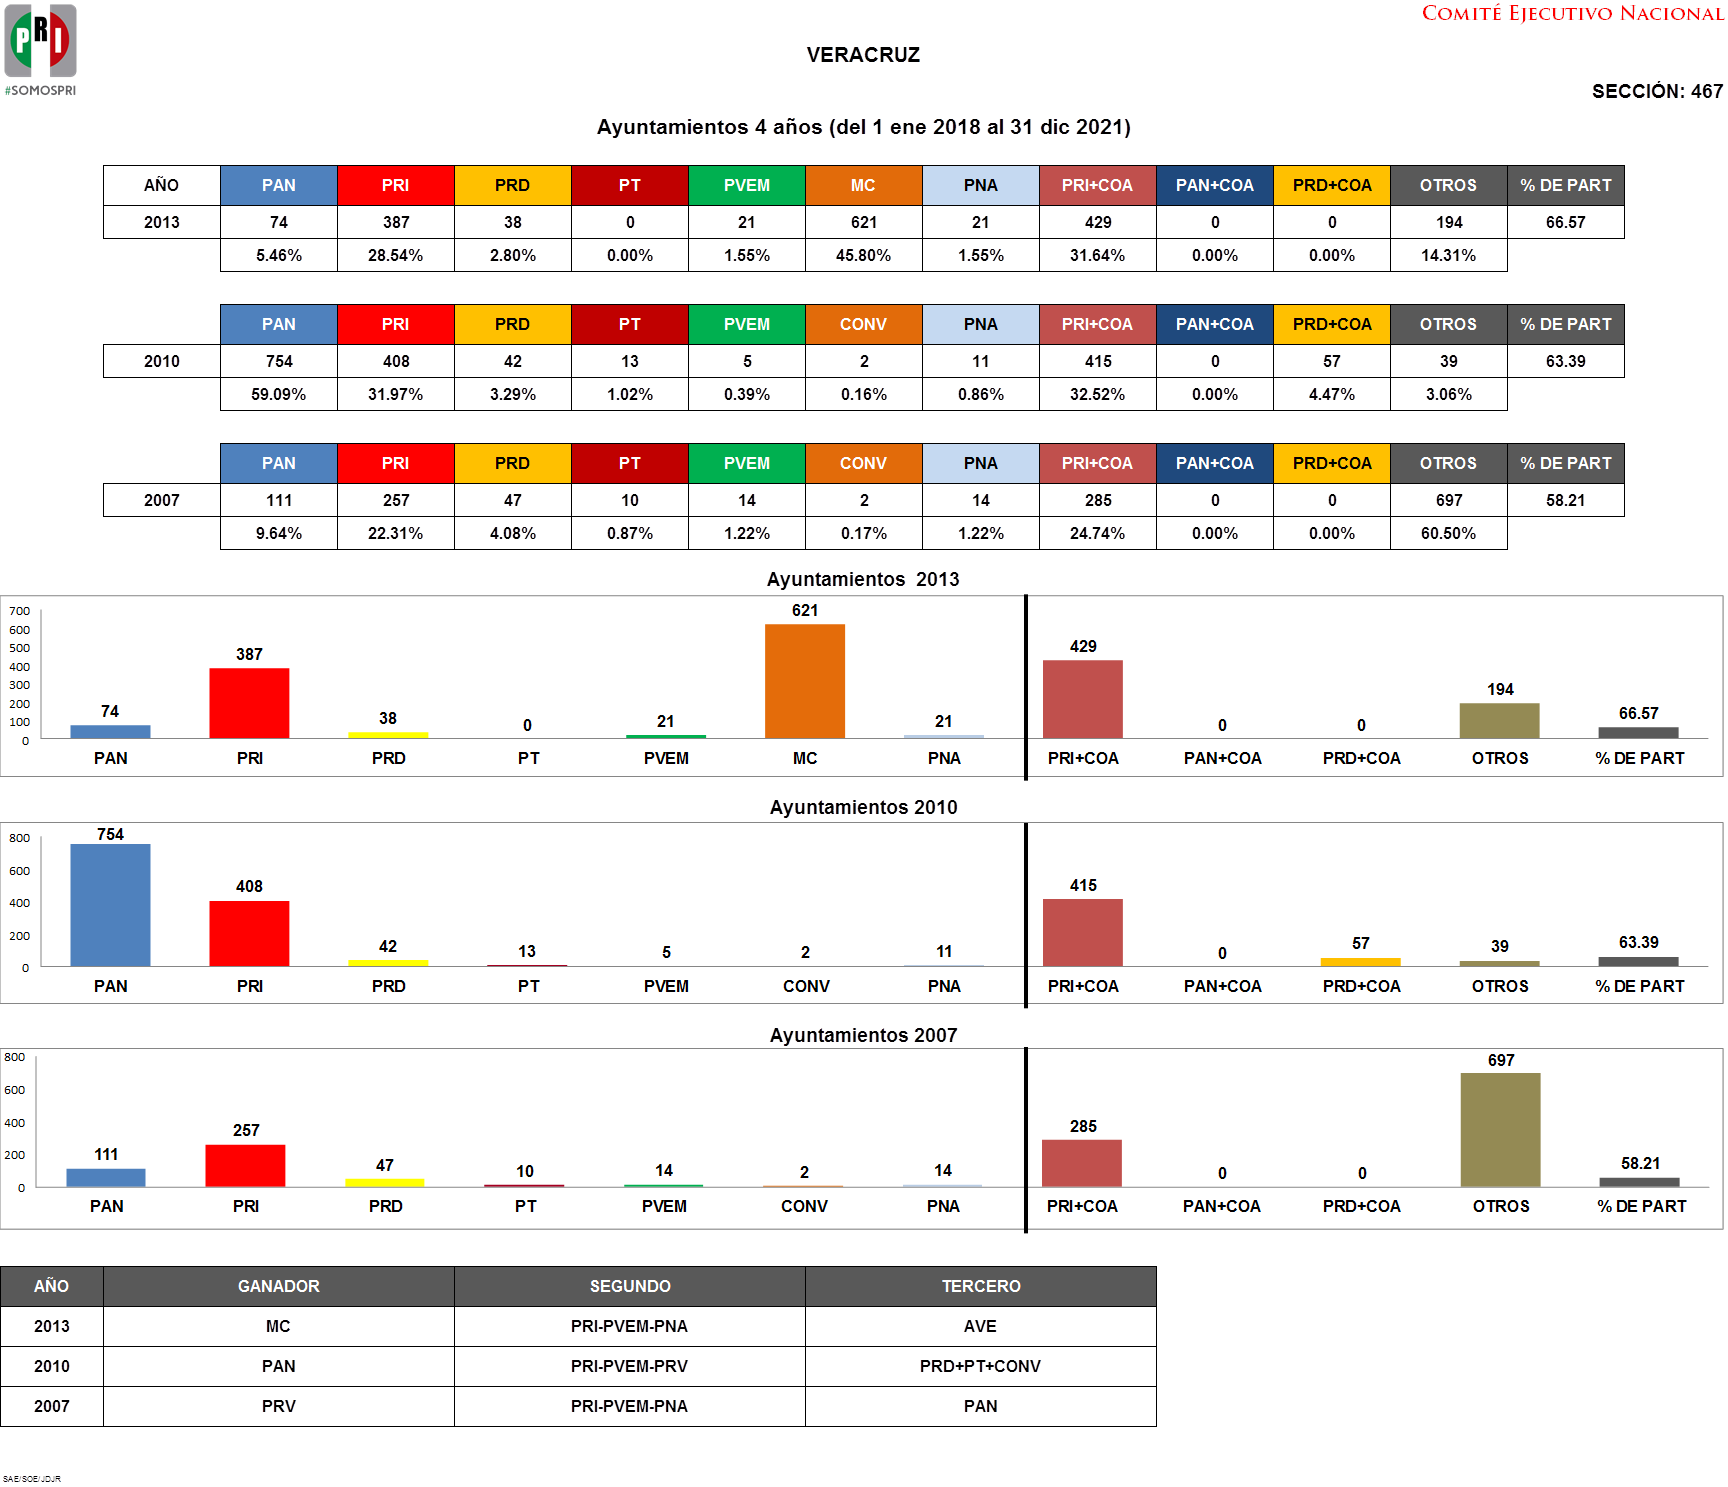 PRI
#SOMOSPRI
COMITÉ EJECUTIVO NACIONAL
VERACRUZ
SECCIÓN: 467
Ayuntamientos 4 años (del 1 ene 2018 al 31 dic 2021)
AÑO PAN PRI PRD PT PVEM MC PNA PRI+COA PAN+COA PRD+COA OTROS % DE PART
2013 74 387 38 0 21 621 21 429 0 0 194 66.57
5.46% 28.54% 2.80% 0.00% 1.55% 45.80% 1.55% 31.64% 0.00% 0.00% 14.31%
PAN PRI PRD PT PVEM CONV PNA PRI+COA PAN+COA PRD+COA OTROS % DE PART
2010 754 408 42 13 5 2 11 415 0 57 39 63.39
59.09% 31.97% 3.29% 1.02% 0.39% 0.16% 0.86% 32.52% 0.00% 4.47% 3.06%
PAN PRI PRD PT PVEM CONV PNA PRI+COA PAN+COA PRD+COA OTROS % DE PART
2007 111 257 47 10 14 2 14 285 0 0 697 58.21
9.64% 22.31% 4.08% 0.87% 1.22% 0.17% 1.22% 24.74% 0.00% 0.00% 60.50%
Ayuntamientos 2013
700
600
500
400
300
200
100
0
74 387 38 0 21 621 21 429 0 0 194 66.57
PAN PRI PRD PT PVEM MC PNA PRI+COA PAN+COA PRD+COA OTROS % DE PART
Ayuntamientos 2010
800
600
400
200
0
754 408 42 13 5 2 11 415 0 57 39 63.39
PAN PRI PRD PT PVEM CONV PNA PRI+COA PAN+COA PRD+COA OTROS % DE PART
Ayuntamientos 2007
800
600
400
200
0
111 257 47 10 14 2 14 285 0 0 697 58.21
PAN PRI PRD PT PVEM CONV PNA PRI+COA PAN+COA PRD+COA OTROS % DE PART
AÑO GANADOR SEGUNDO TERCERO
2013 MC PRI-PVEM-PNA AVE
2010 PAN PRI-PVEM-PRV PRD+PT+CONV
2007 PRV PRI-PVEM-PNA PAN
SAE/SOE/JDJR